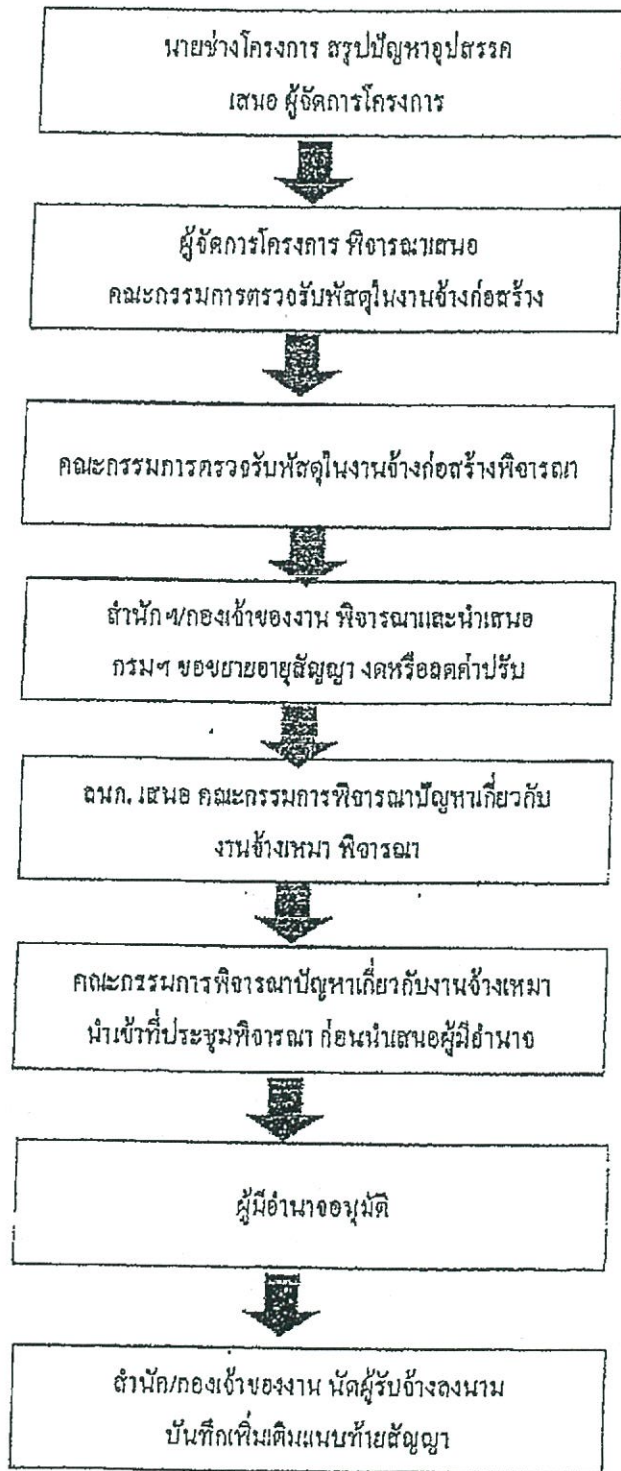 นายช่างโครงการ สรุปปัญหาอุปสรรค
เสนอ ผู้จัดการโครงการ
ผู้จัดการโครงการ พิจารณาเสนอ
คณะกรรมการตรวจรับพัสดุในงานจ้างก่อสร้าง
คณะกรรมการตรวจรับพัสดุในงานจ้างก่อสร้างพิจารณา
สำนักฯ/กองเจ้าของงาน พิจารณาและนำเสนอ
กรมฯ ขอขยายอายุสัญญา งดหรือลดค่าปรับ
เสนอ คณะกรรมการพิจารณาปัญหาเกี่ยวกับ
งานจ้างเหมา พิจารณา
คณะกรรมการพิจารณาปัญหาเกี่ยวกับงานจ้างเหมา
นำเข้าที่ประชุมพิจารณา ก่อนนำเสนอผู้มีอำนาจ
ผู้มีอำนาจอนุมัติ
สำนัก/กองเจ้าของงาน นัดผู้รับจ้างลงนาม
บันทึกเพิ่มเติมแนบท้ายสัญญา